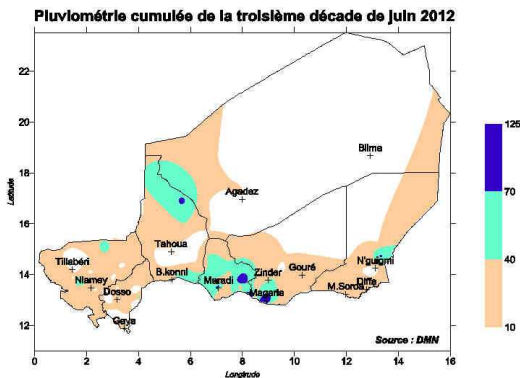 Pluviométrie cumulée de la troisième décade de juin 2012
22
20
18
16
14
12
Latitude
Bilma
Agadez
Tahoua
Tillabéri
Niamey
Dosso
Gaya
B.konni
Maradi
Zinder
Magaria
Gouré
N'guigmi
Diffa
M.Soroa
Source : DMN
0 2 4 6 8 10 12 14 16
Longitude
125
70
40
10